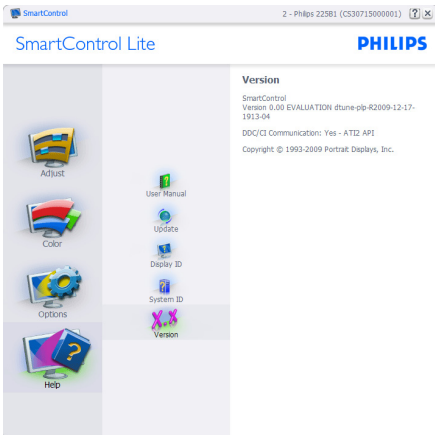 SmartControl
2 - Philips 225B1 (CS30715000001)
?
SmartControl Lite
PHILIPS
Adjust
Color
Options
Help
User Manual
Update
Display ID
System ID
X.X
Version
Version
SmartControl
Version 0.00 EVALUATION dtune-plp-R2009-12-17-
1913-04
DDC/CI Communication: Yes - ATI2 API
Copyright © 1993-2009 Portrait Displays, Inc.